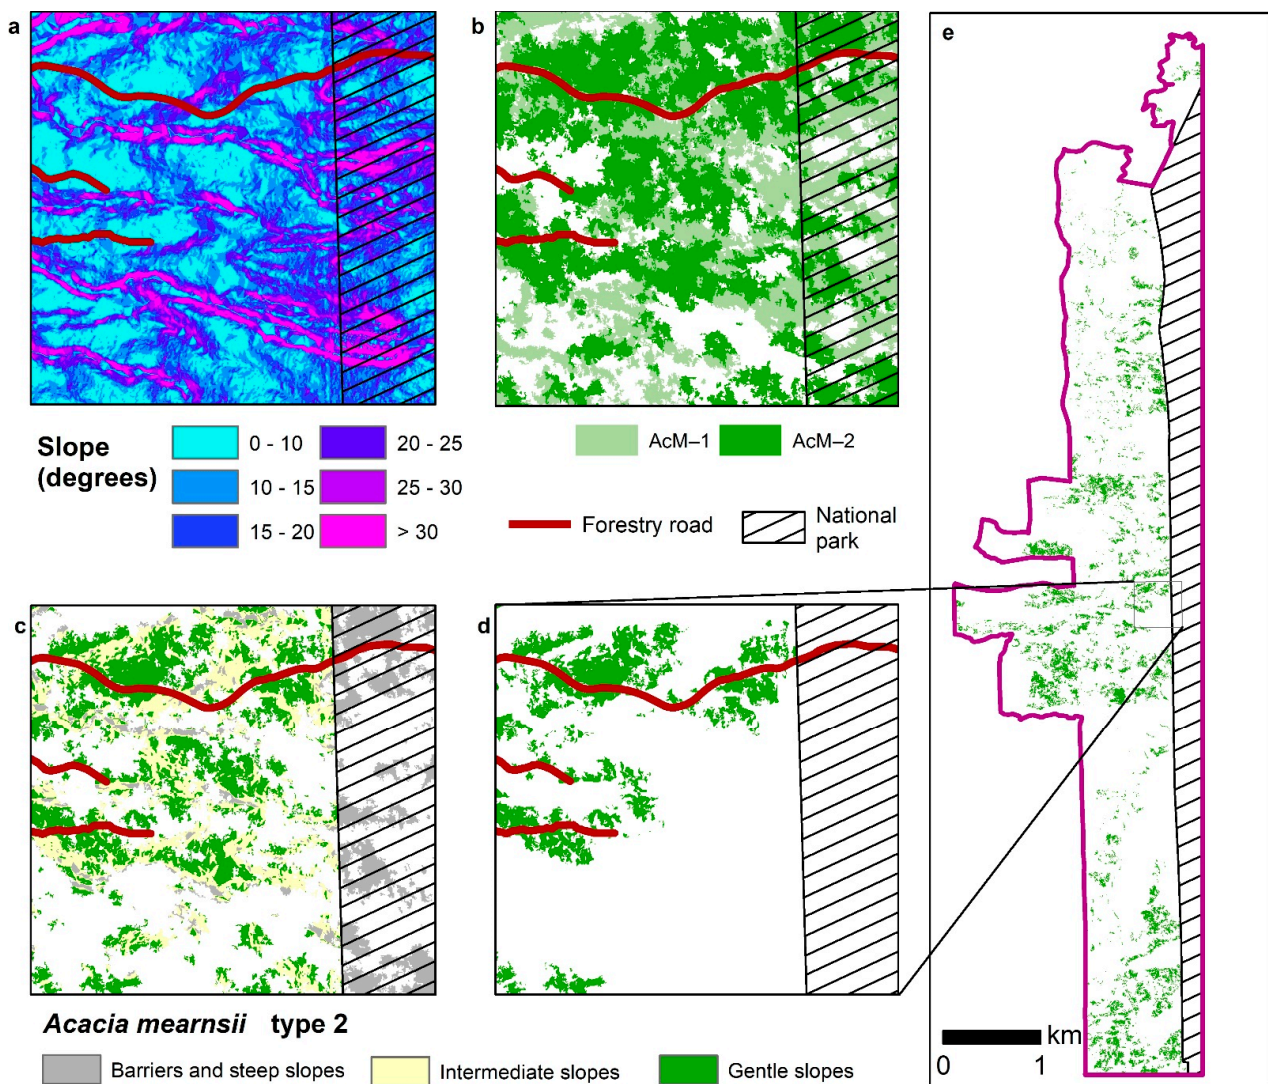 a
b
e
Slope
(degrees)
0 - 10
20 - 25
10 - 15
25 - 30
15 - 20
> 30
AcM–1
AcM–2
Forestry road
National
park
c
d
Acacia mearnsii type 2
Barriers and steep slopes
Intermediate slopes
Gentle slopes
km
0
1
1